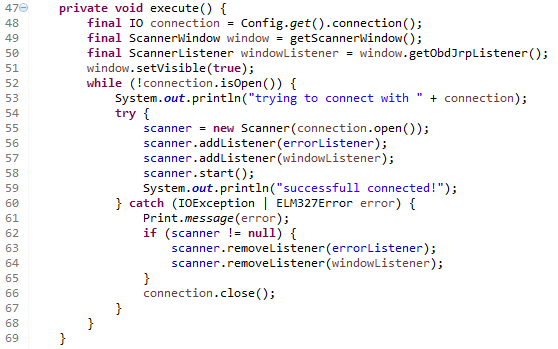 47 private void execute() {
48 final IO connection = Config.get().connection();
49 final ScannerWindow window = getScannerWindow();
50 final ScannerListener windowListener = window.getObdJrpListener();
51 window.setVisible(true);
52 while (!connection.isOpen()) {
53 System.out.println("trying to connect with " + connection);
54 try {
55 scanner = new Scanner(connection.open());
56 scanner.addListener(errorListener);
57 scanner.addListener(windowListener);
58 scanner.start();
59 System.out.println("successfull connected!");
60 } catch (IOException | ELM327Error error) {
61 Print.message(error);
62 if (scanner != null) {
63 scanner.removeListener(errorListener);
64 scanner.removeListener(windowListener);
65 }
66 connection.close();
67 }
68 }
69 }